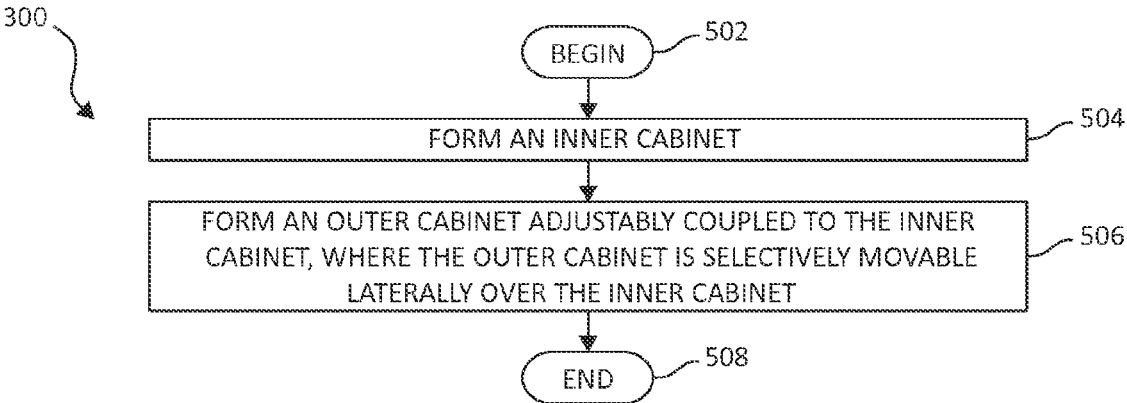 300
502
BEGIN
504
FORM AN INNER CABINET
FORM AN OUTER CABINET ADJUSTABLY COUPLED TO THE INNER
CABINET, WHERE THE OUTER CABINET IS SELECTIVELY MOVABLE
LATERALLY OVER THE INNER CABINET
506
END
508